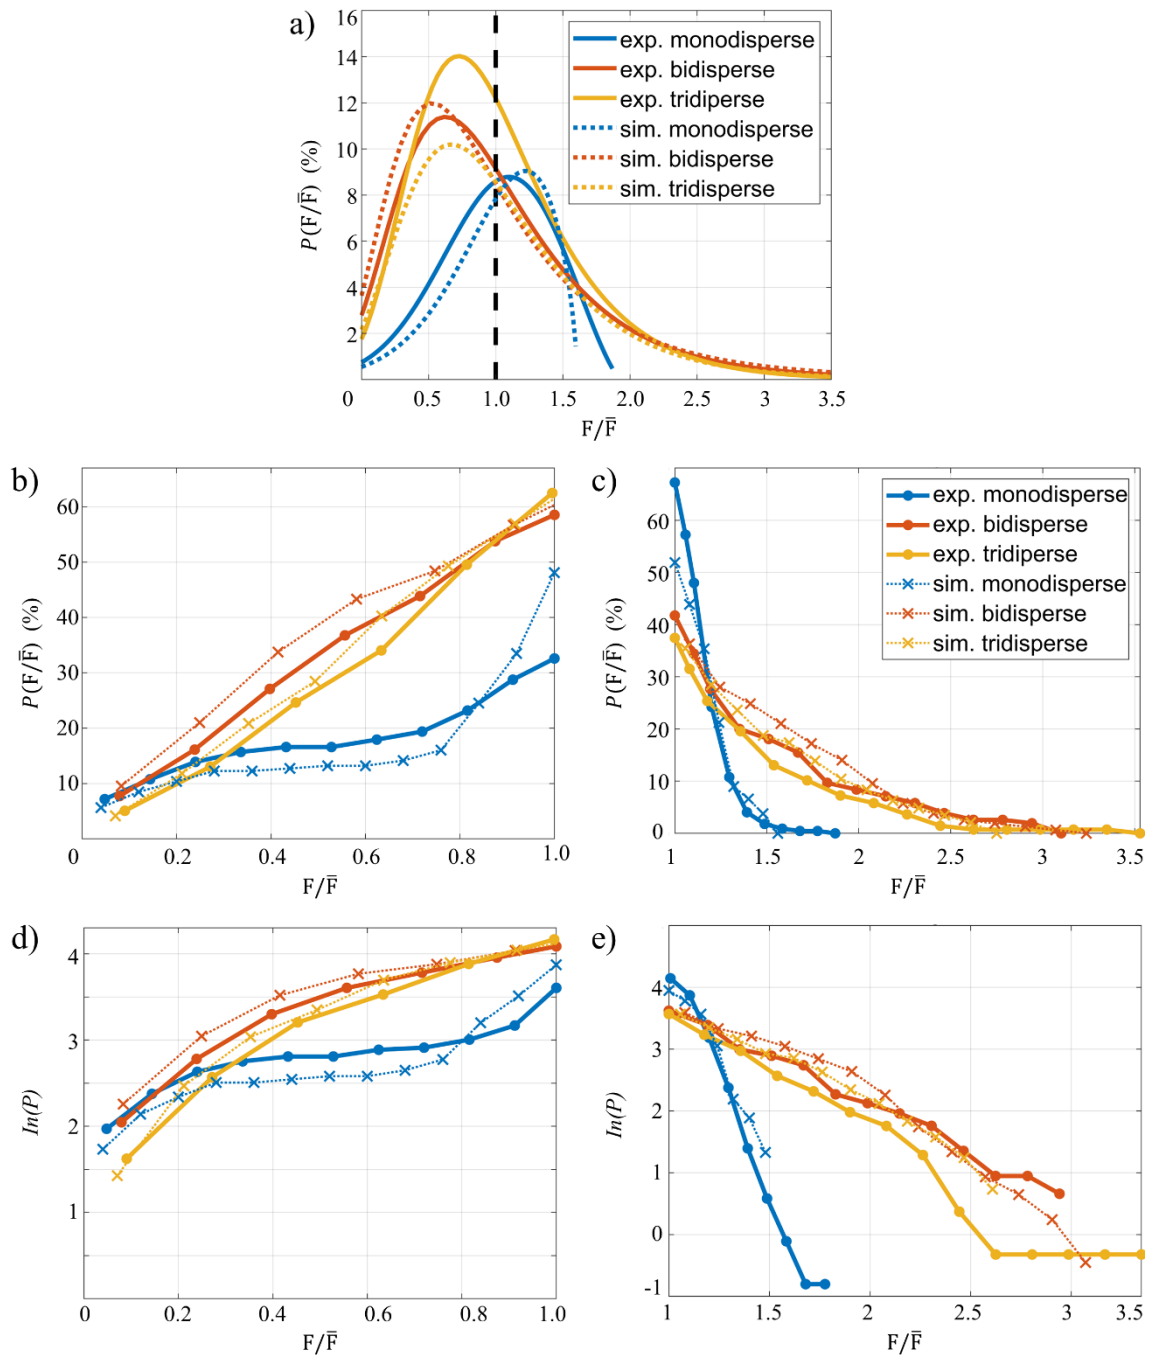 a)
16
14
12
10
8
6
4
2
P(F/F̅) (%)
exp. monodisperse
exp. bidisperse
exp. tridiperse
sim. monodisperse
sim. bidisperse
sim. tridisperse
0 0.5 1.0 1.5 2.0 2.5 3 3.5
F/F̅
b)
60
50
40
30
20
10
P(F/F̅) (%)
0 0.2 0.4 0.6 0.8 1.0
F/F̅
c)
60
50
40
30
20
10
0
P(F/F̅) (%)
exp. monodisperse
exp. bidisperse
exp. tridiperse
sim. monodisperse
sim. bidisperse
sim. tridisperse
1 1.5 2 2.5 3 3.5
F/F̅
d)
4
3
2
1
In(P)
0 0.2 0.4 0.6 0.8 1.0
F/F̅
e)
4
3
2
1
0
-1
In(P)
1 1.5 2 2.5 3 3.5
F/F̅